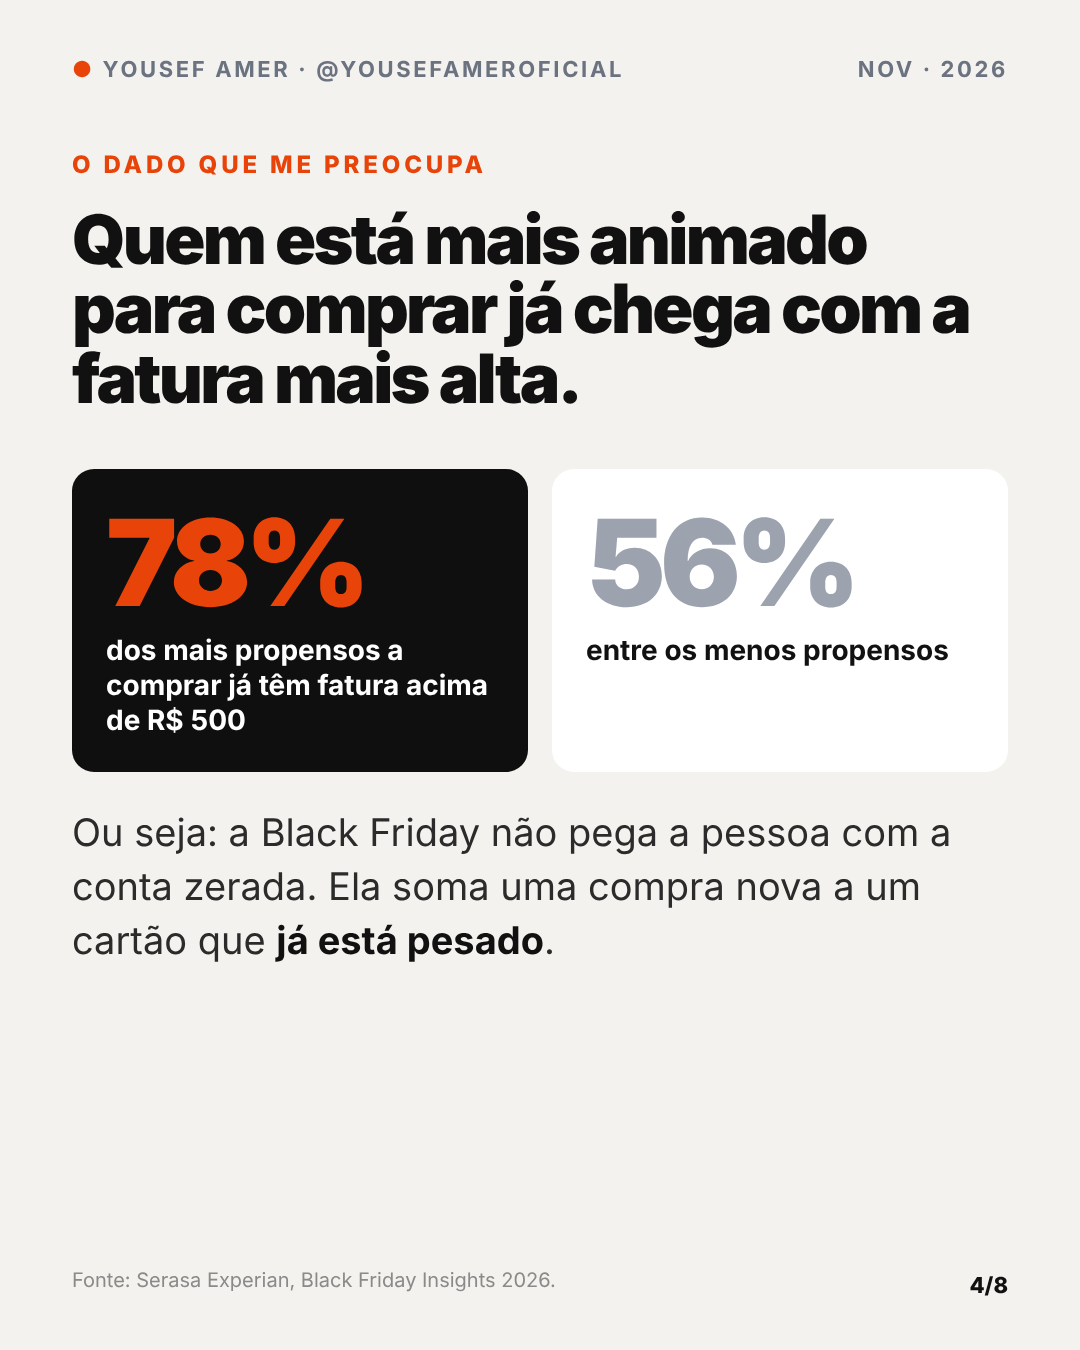 YOUSEF AMER · @YOUSEFAMEROFICIAL
NOV · 2026
O DADO QUE ME PREOCUPA
Quem está mais animado
para comprar já chega com a
fatura mais alta.
78%
dos mais propensos a
comprar já têm fatura acima
de R$ 500
56%
entre os menos propensos
Ou seja: a Black Friday não pega a pessoa com a
conta zerada. Ela soma uma compra nova a um
cartão que já está pesado.
Fonte: Serasa Experian, Black Friday Insights 2026.
4/8